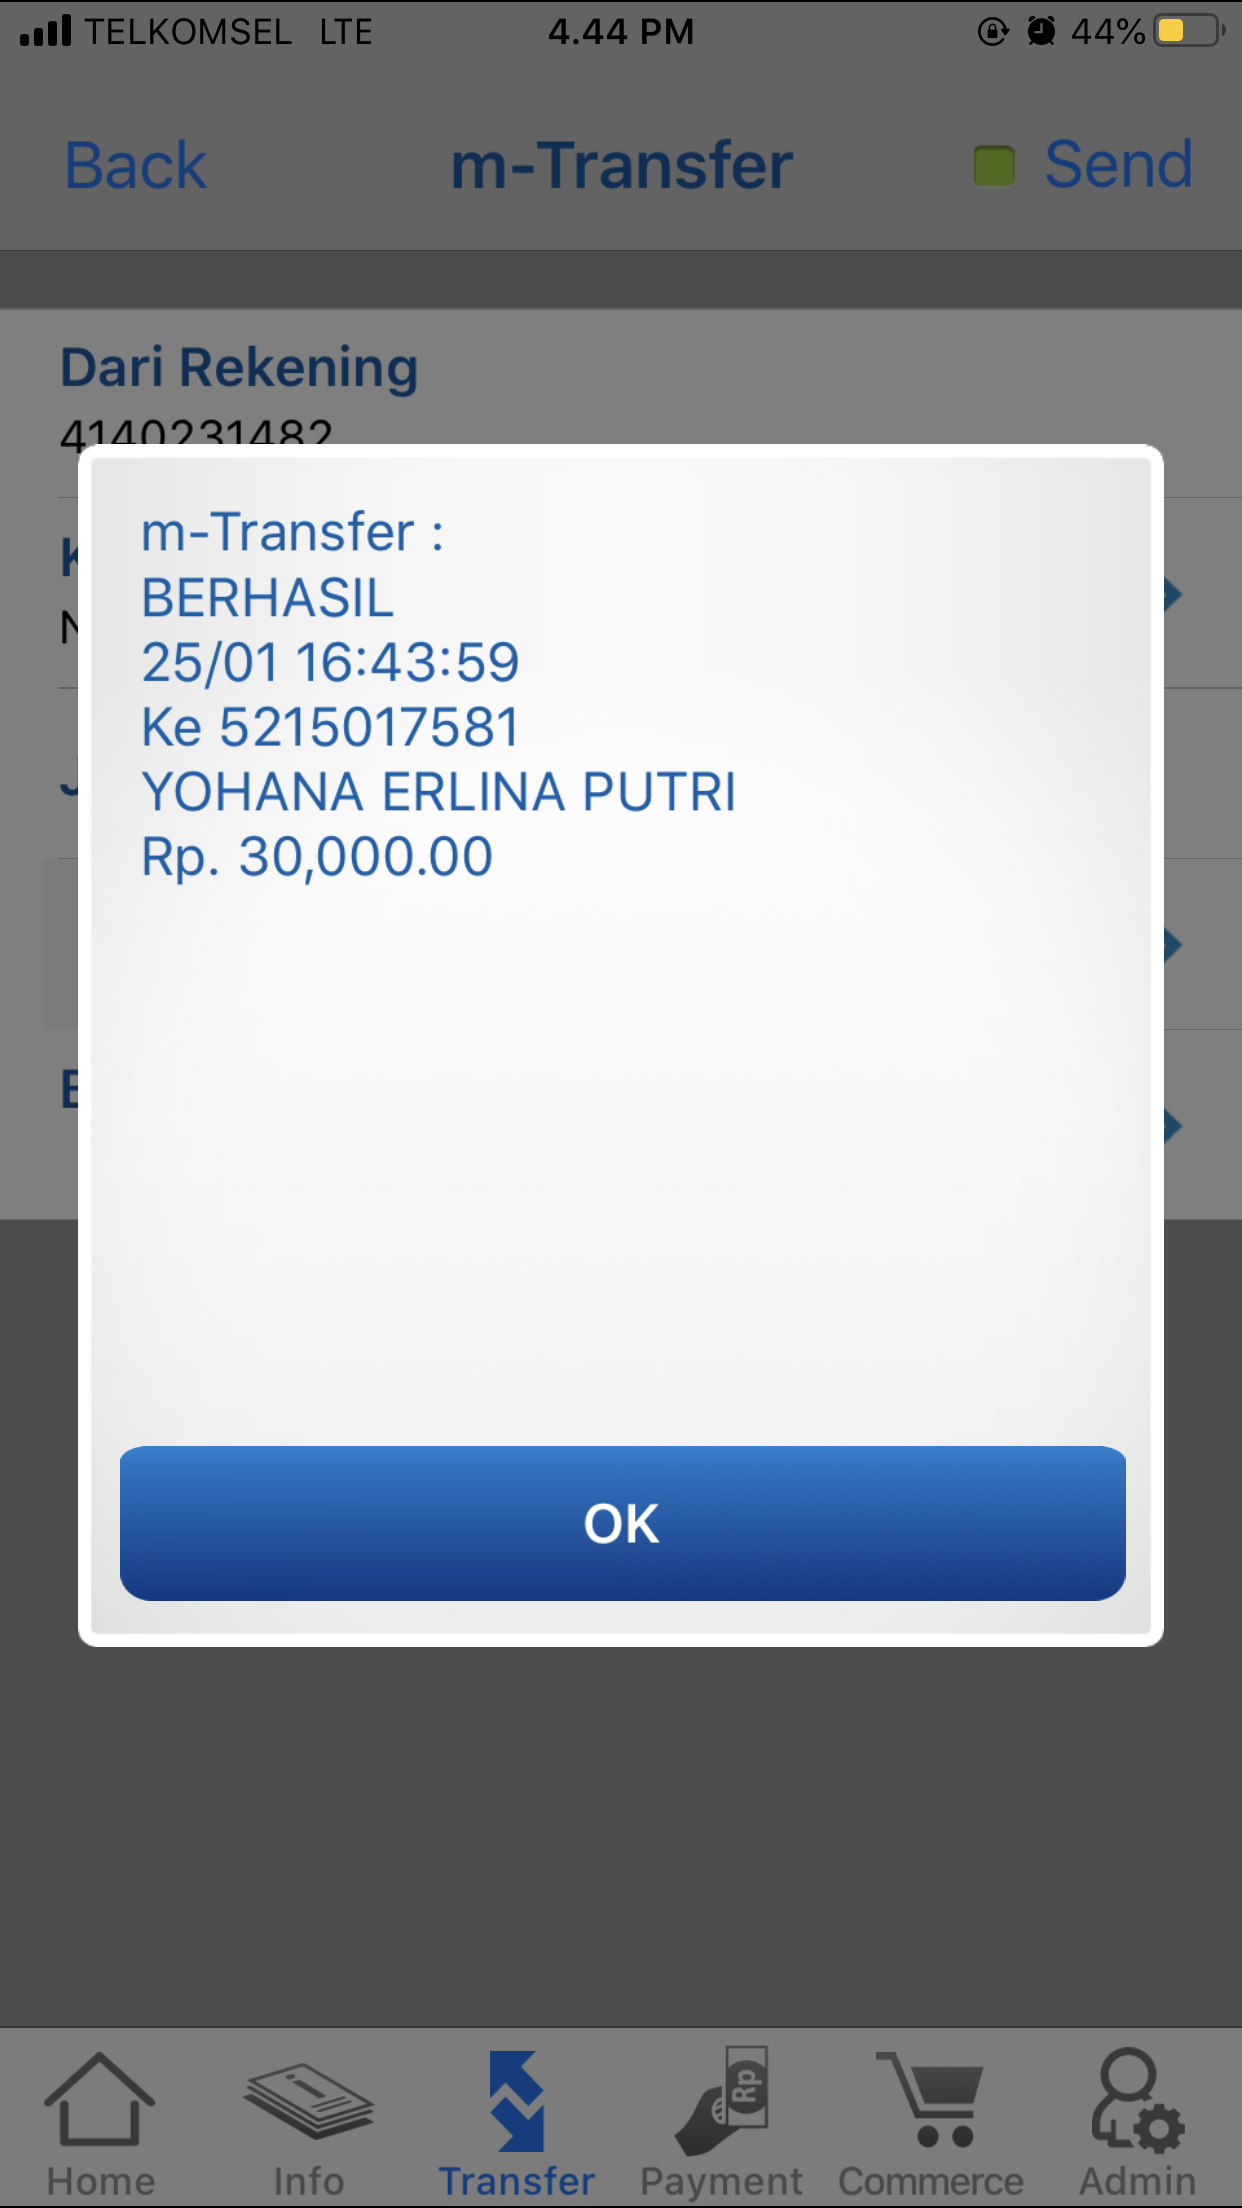 TELKOMSEL LTE 4.44 PM 44%
Back m-Transfer Send
Dari Rekening
4140231482
m-Transfer :
BERHASIL
25/01 16:43:59
Ke 5215017581
YOHANA ERLINA PUTRI
Rp. 30,000.00
OK
Rp
Home Info Transfer Payment Commerce Admin